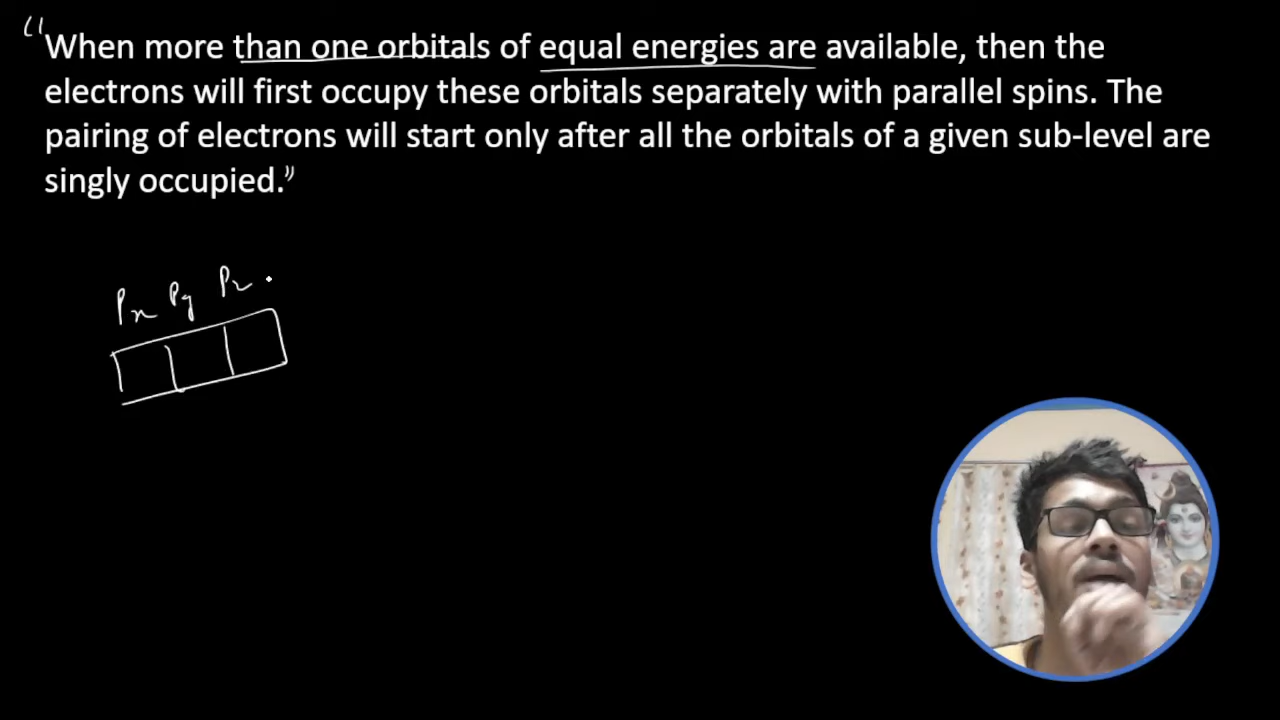 “When more than one orbitals of equal energies are available, then the
electrons will first occupy these orbitals separately with parallel spins. The
pairing of electrons will start only after all the orbitals of a given sub-level are
singly occupied.”
Px Py Pz